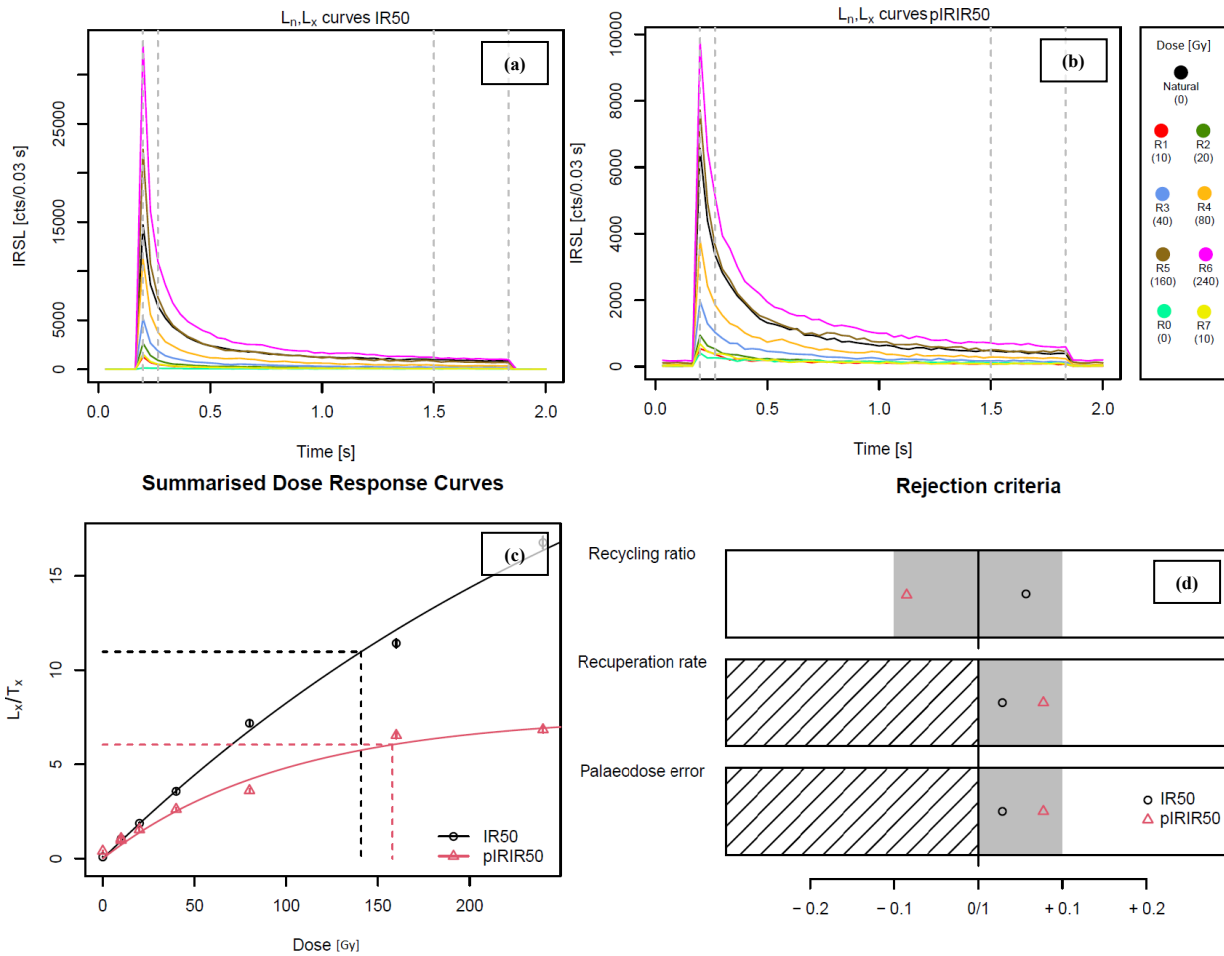 Lₙ,Lₓ curves IR50
(a)
IRSL [cts/0.03 s]
0
5000
15000
25000
0.0
0.5
1.0
1.5
2.0
Time [s]
Lₙ,Lₓ curves pIRIR50
(b)
IRSL [cts/0.03 s]
0
2000
4000
6000
8000
10000
0.0
0.5
1.0
1.5
2.0
Time [s]
Dose [Gy]
Natural
(0)
R1
(10)
R2
(20)
R3
(40)
R4
(80)
R5
(160)
R6
(240)
R0
(0)
R7
(10)
Summarised Dose Response Curves
(c)
Lₓ/Tₓ
0
5
10
15
IR50
pIRIR50
0
50
100
150
200
Dose [Gy]
Rejection criteria
Recycling ratio
(d)
Recuperation rate
Palaeodose error
IR50
pIRIR50
− 0.2
− 0.1
0/1
+ 0.1
+ 0.2